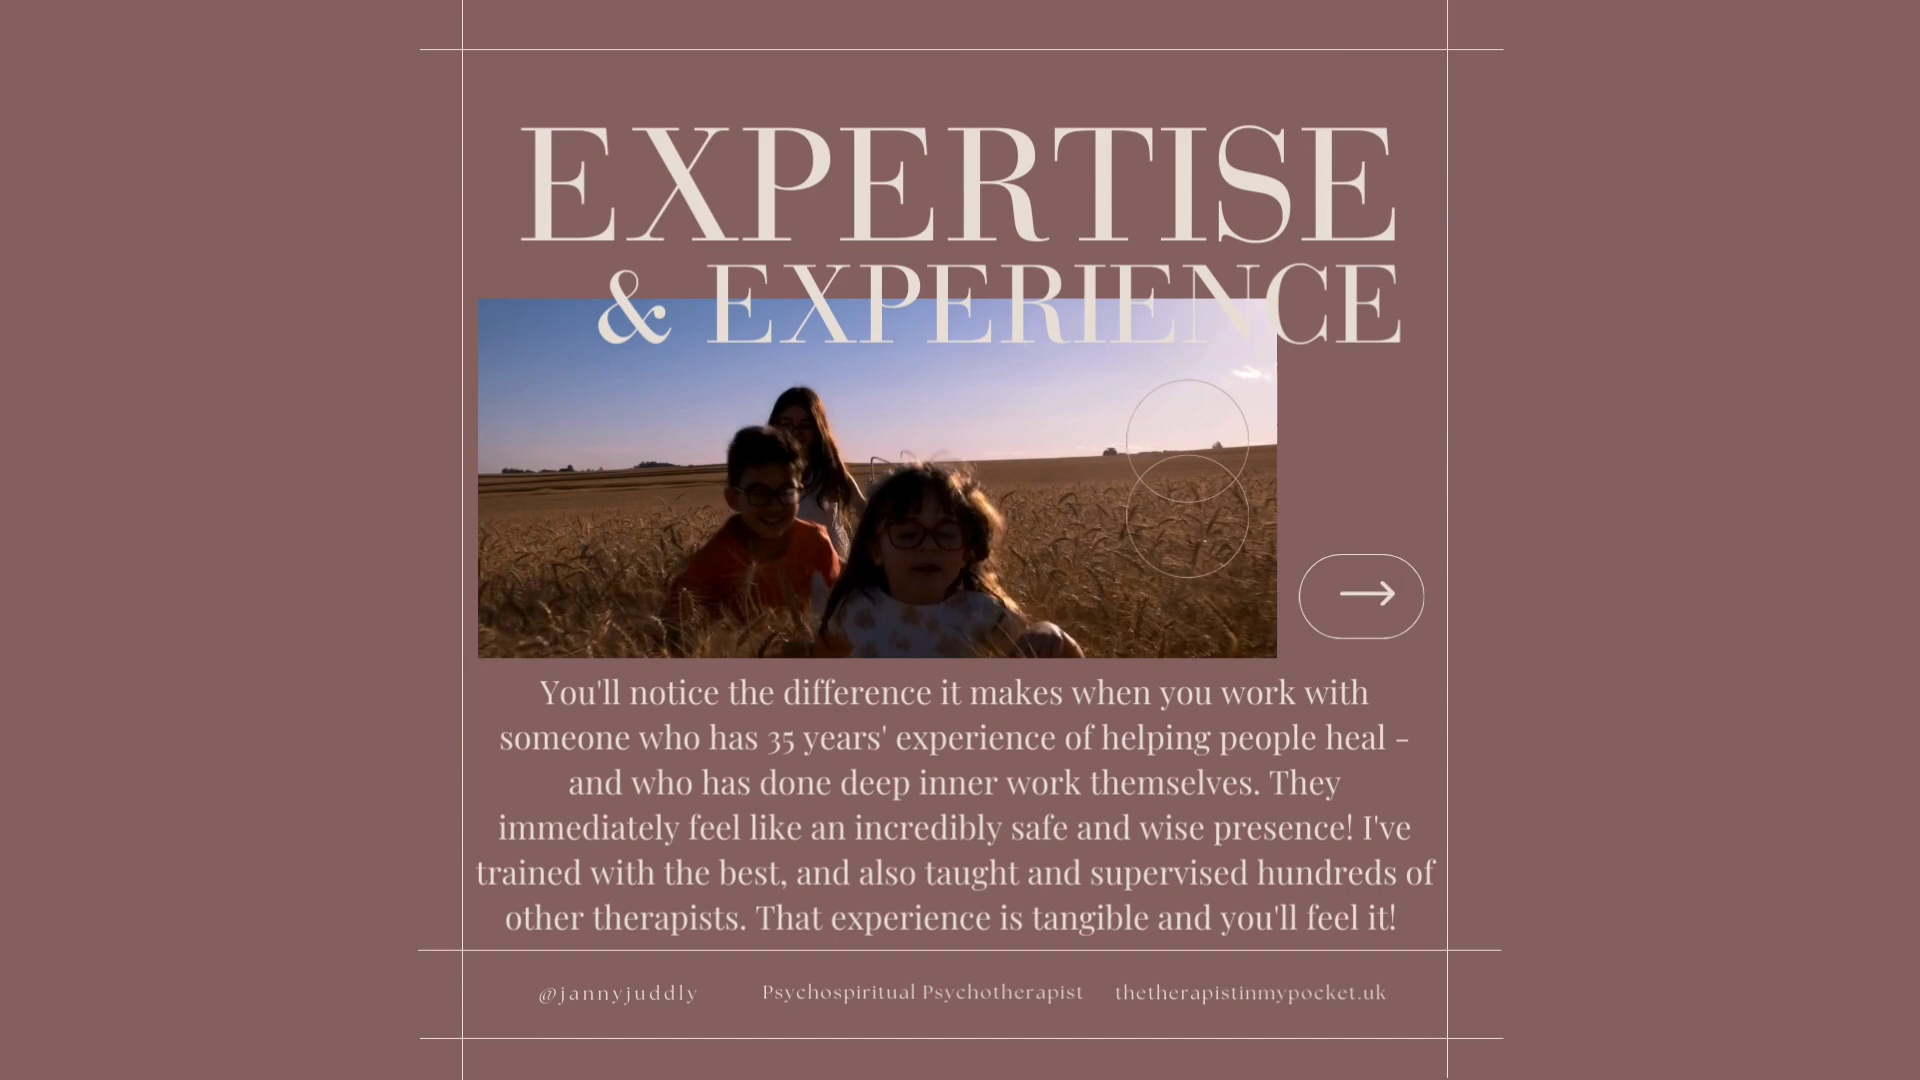 EXPERTISE
& EXPERIENCE
You'll notice the difference it makes when you work with
someone who has 35 years' experience of helping people heal -
and who has done deep inner work themselves. They
immediately feel like an incredibly safe and wise presence! I've
trained with the best, and also taught and supervised hundreds of
other therapists. That experience is tangible and you'll feel it!
@jannyjuddly
Psychospiritual Psychotherapist
thetherapistinmypocket.uk